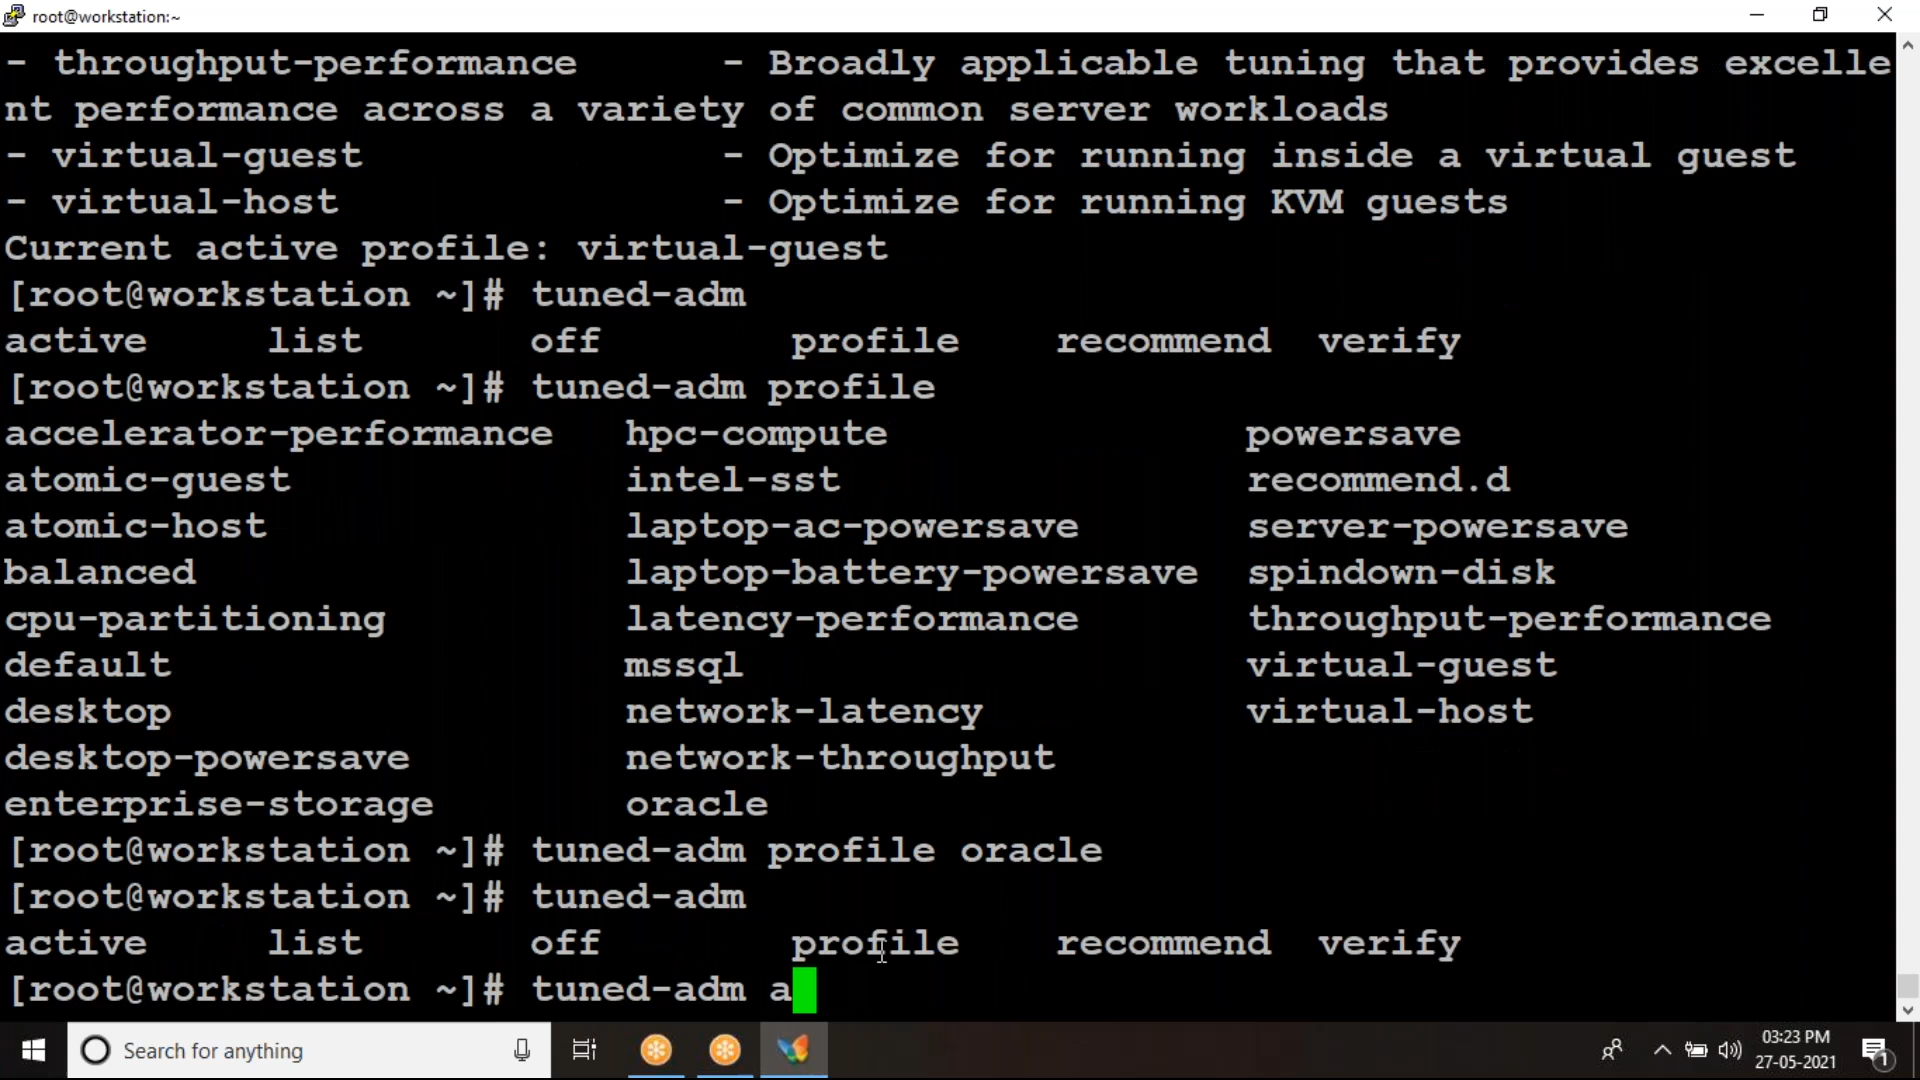 root@workstation:~
- throughput-performance - Broadly applicable tuning that provides excelle
nt performance across a variety of common server workloads
- virtual-guest - Optimize for running inside a virtual guest
- virtual-host - Optimize for running KVM guests
Current active profile: virtual-guest
[root@workstation ~]# tuned-adm
active list off profile recommend verify
[root@workstation ~]# tuned-adm profile
accelerator-performance hpc-compute powersave
atomic-guest intel-sst recommend.d
atomic-host laptop-ac-powersave server-powersave
balanced laptop-battery-powersave spindown-disk
cpu-partitioning latency-performance throughput-performance
default mssql virtual-guest
desktop network-latency virtual-host
desktop-powersave network-throughput
enterprise-storage oracle
[root@workstation ~]# tuned-adm profile oracle
[root@workstation ~]# tuned-adm
active list off profile recommend verify
[root@workstation ~]# tuned-adm a
Search for anything
03:23 PM
27-05-2021
1